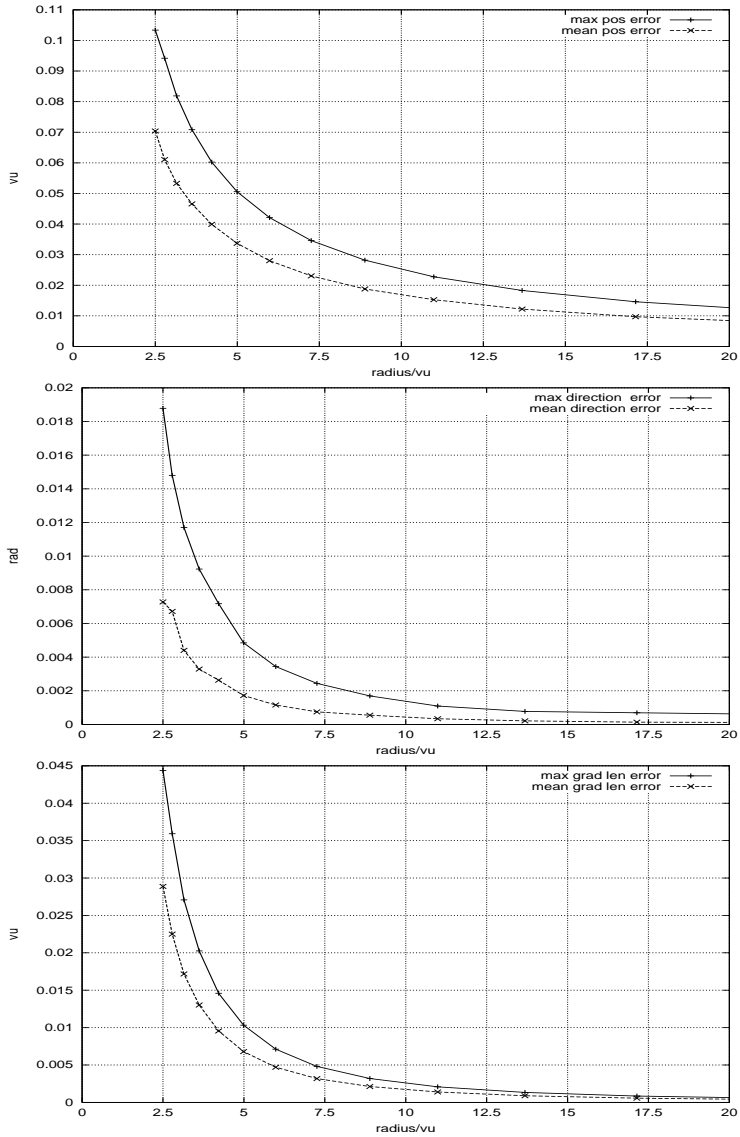 0.11
0.1
0.09
0.08
0.07
0.06
0.05
0.04
0.03
0.02
0.01
0
vu
max pos error
mean pos error
0 2.5 5 7.5 10 12.5 15 17.5 20
radius/vu
0.02
0.018
0.016
0.014
0.012
0.01
0.008
0.006
0.004
0.002
0
rad
max direction error
mean direction error
0 2.5 5 7.5 10 12.5 15 17.5 20
radius/vu
0.045
0.04
0.035
0.03
0.025
0.02
0.015
0.01
0.005
0
vu
max grad len error
mean grad len error
0 2.5 5 7.5 10 12.5 15 17.5 20
radius/vu